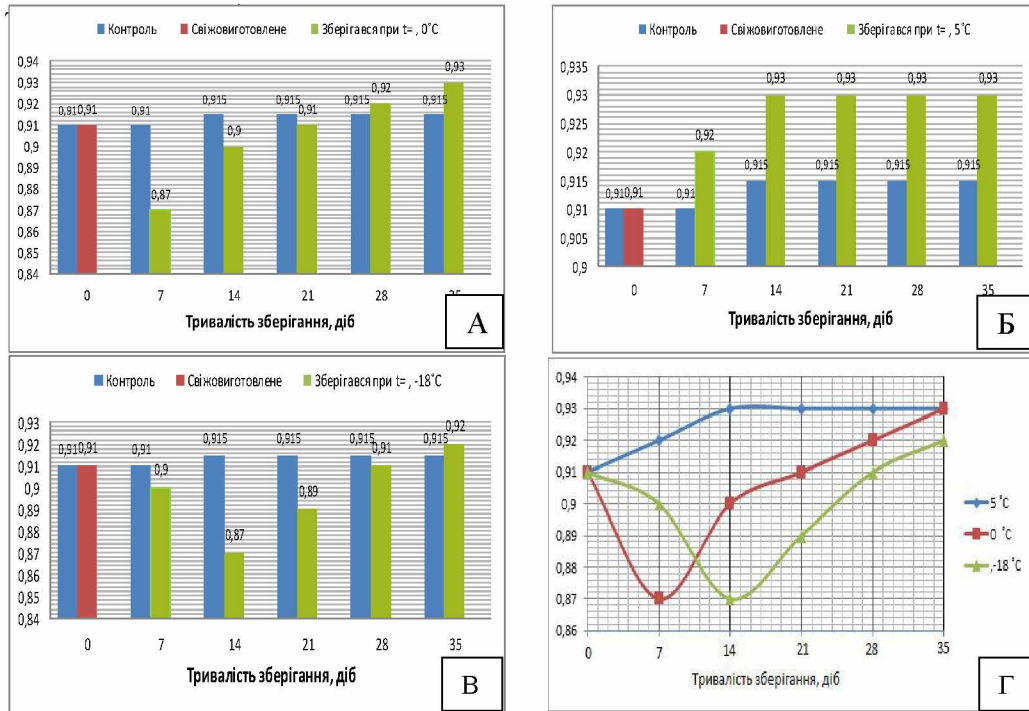 Контроль Свіжовиготовлене Зберігався при t= , 0˚C
0,94
0,93
0,92
0,91
0,9
0,89
0,88
0,87
0,86
0,85
0,84
0,91 0,91 0,91 0,87 0,915 0,9 0,915 0,91 0,915 0,92 0,915 0,93
0 7 14 21 28 35
Тривалість зберігання, діб
А
Контроль Свіжовиготовлене Зберігався при t= , 5˚C
0,935
0,93
0,925
0,92
0,915
0,91
0,905
0,9
0,91 0,91 0,91 0,92 0,915 0,93 0,915 0,93 0,915 0,93 0,915 0,93
0 7 14 21 28 35
Тривалість зберігання, діб
Б
Контроль Свіжовиготовлене Зберігався при t= , -18˚C
0,93
0,92
0,91
0,9
0,89
0,88
0,87
0,86
0,85
0,84
0,91 0,91 0,91 0,9 0,915 0,87 0,915 0,89 0,915 0,91 0,915 0,92
0 7 14 21 28 35
Тривалість зберігання, діб
В
0,94
0,93
0,92
0,91
0,9
0,89
0,88
0,87
0,86
5 ˚C
0 ˚C
,-18 ˚C
0 7 14 21 28 35
Тривалість зберігання, діб
Г